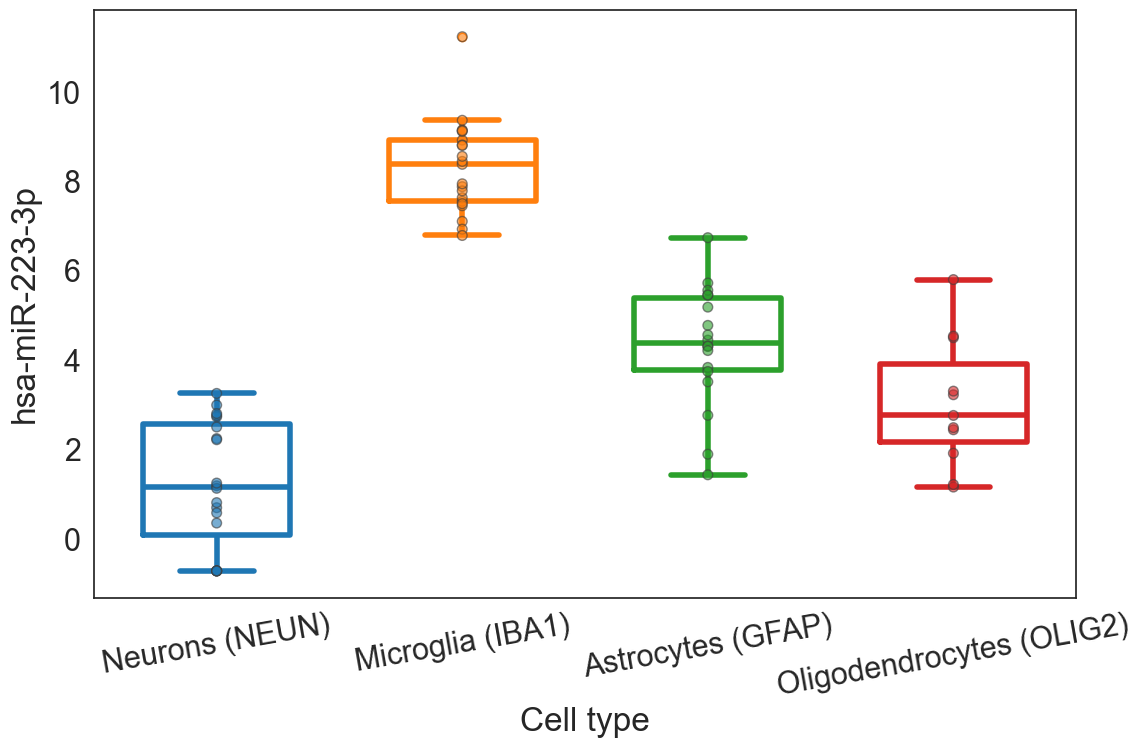 hsa-miR-223-3p
10
8
6
4
2
0
Neurons (NEUN)
Microglia (IBA1)
Astrocytes (GFAP)
Oligodendrocytes (OLIG2)
Cell type